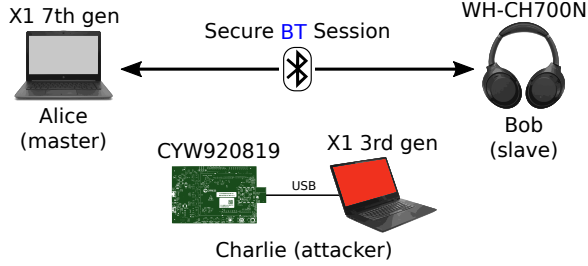 X1 7th gen
Secure BT Session
WH-CH700N
Alice
(master)
Bob
(slave)
CYW920819
USB
X1 3rd gen
Charlie (attacker)